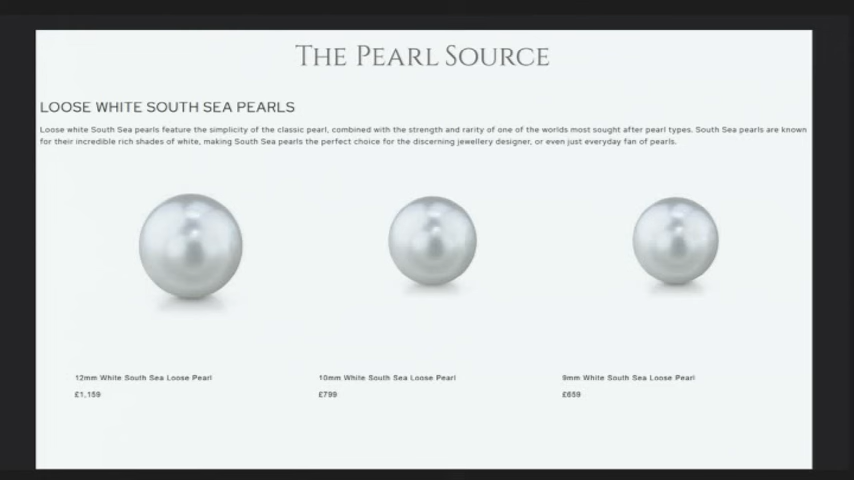 THE PEARL SOURCE
LOOSE WHITE SOUTH SEA PEARLS
Loose white South Sea pearls feature the simplicity of the classic pearl, combined with the strength and rarity of one of the worlds most sought after pearl types. South Sea pearls are known
for their incredible rich shades of white, making South Sea pearls the perfect choice for the discerning jewellery designer, or even just everyday fan of pearls.
12mm White South Sea Loose Pearl
10mm White South Sea Loose Pearl
9mm White South Sea Loose Pearl
£1,159
£799
£659